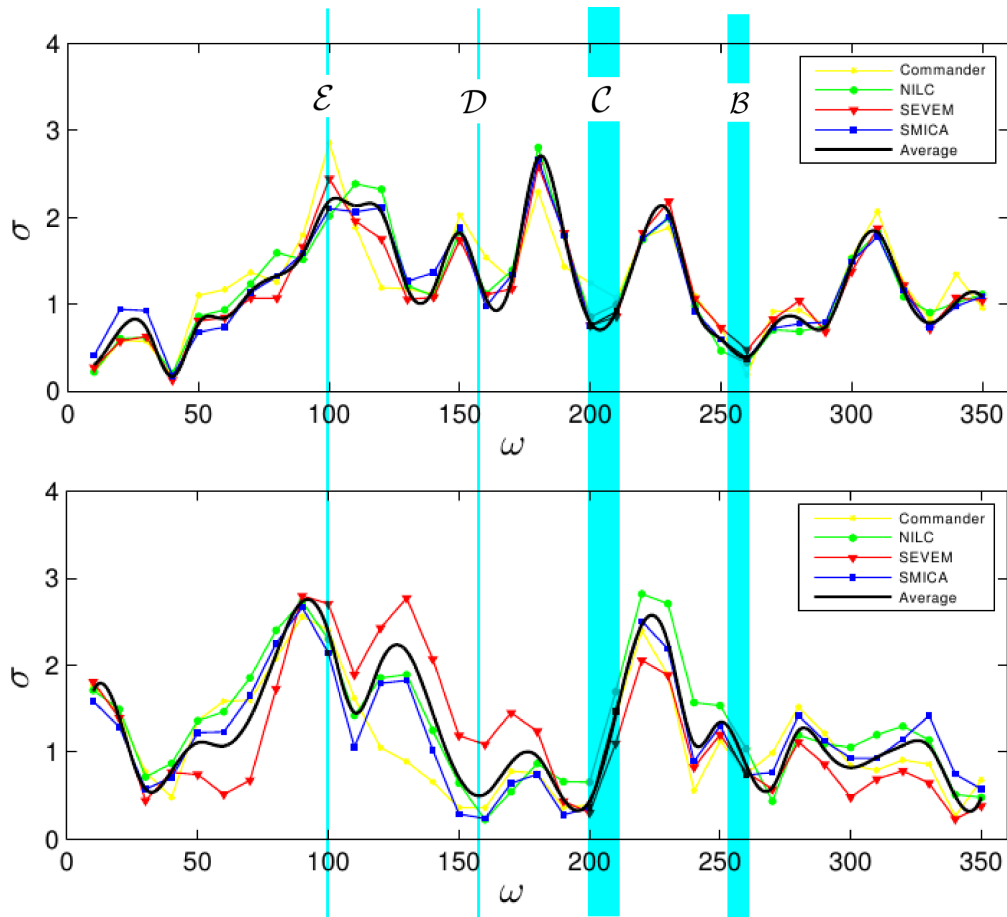 4
3
2
1
0
σ
ℰ
𝒟
𝒞
ℬ
Commander
NILC
SEVEM
SMICA
Average
0 50 100 150 200 250 300 350
ω
4
3
2
1
0
σ
Commander
NILC
SEVEM
SMICA
Average
0 50 100 150 200 250 300 350
ω